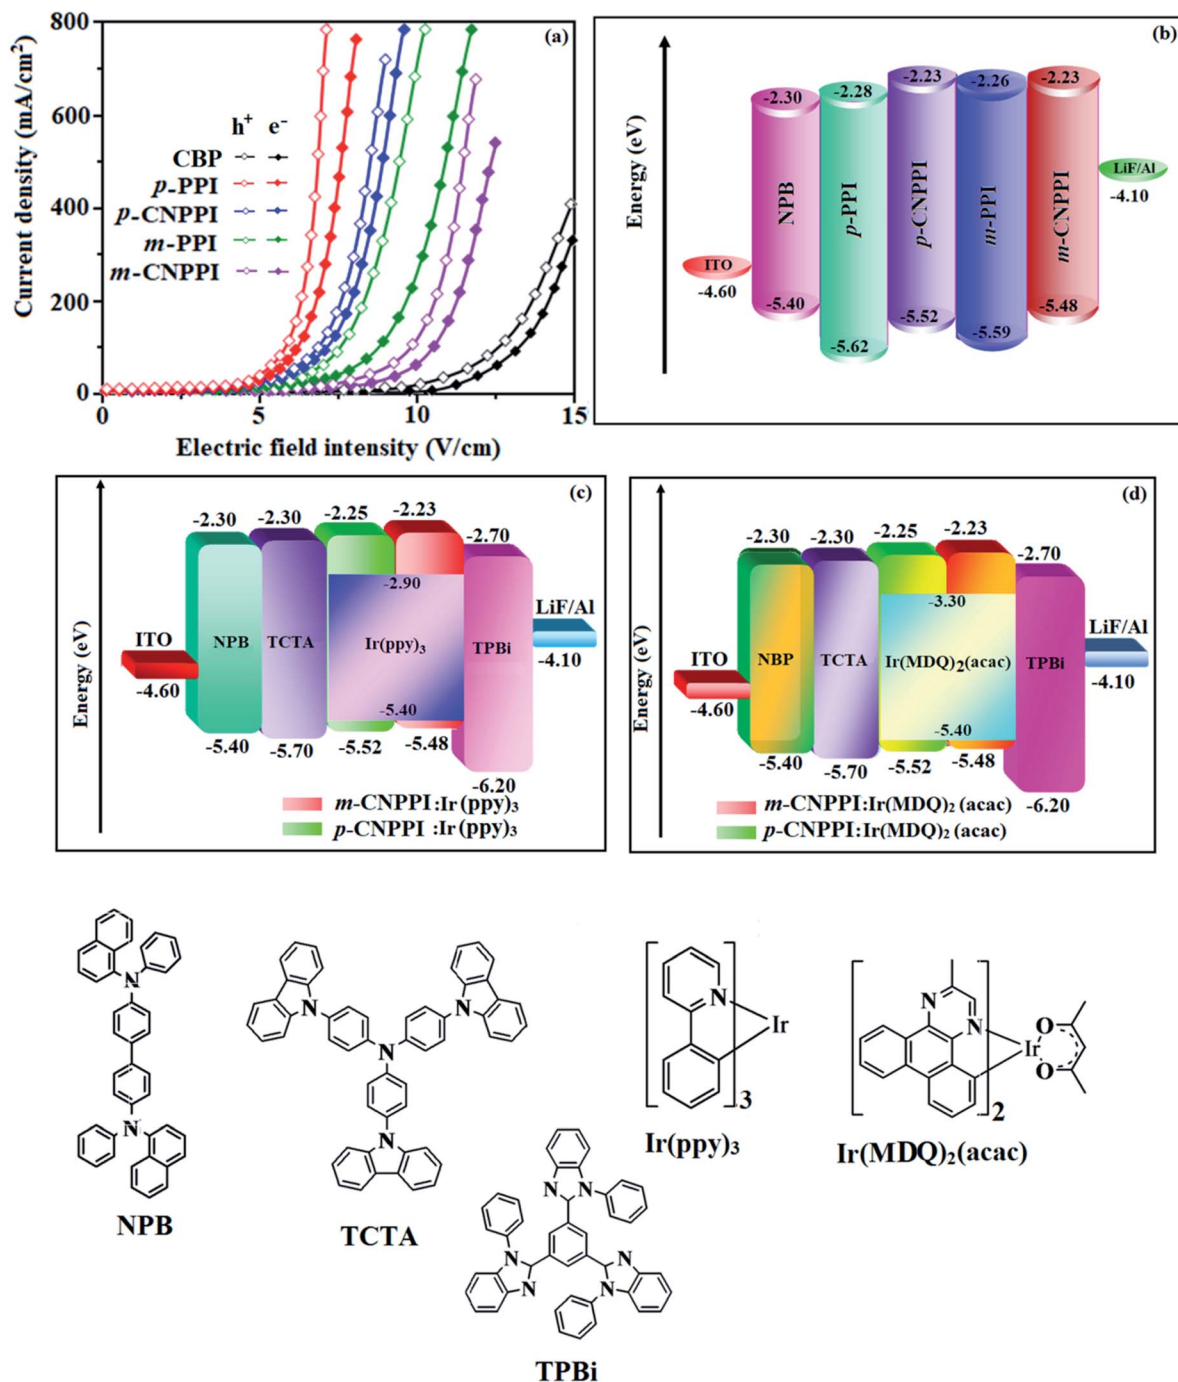 (a)
800
600
400
200
0
Current density (mA/cm²)
h⁺ e⁻
CBP
p-PPI
p-CNPPI
m-PPI
m-CNPPI
0 5 10 15
Electric field intensity (V/cm)
(b)
Energy (eV)
-2.30 -2.28 -2.23 -2.26 -2.23
NPB
p-PPI
p-CNPPI
m-PPI
m-CNPPI
LiF/Al
-4.10
ITO
-4.60
-5.40 -5.62 -5.52 -5.59 -5.48
(c)
Energy (eV)
-2.30 -2.30 -2.25 -2.23
-2.70
-2.90
ITO
-4.60
NPB TCTA Ir(ppy)₃ TPBi
LiF/Al
-4.10
-5.40
-5.40 -5.70 -5.52 -5.48
-6.20
m-CNPPI:Ir(ppy)₃
p-CNPPI :Ir(ppy)₃
(d)
Energy (eV)
-2.30 -2.30 -2.25 -2.23
-2.70
-3.30
ITO
-4.60
NBP TCTA Ir(MDQ)₂(acac) TPBi
LiF/Al
-4.10
-5.40
-5.40 -5.70 -5.52 -5.48
-6.20
m-CNPPI:Ir(MDQ)₂(acac)
p-CNPPI:Ir(MDQ)₂(acac)
N
N
NPB
N N
N
N
TCTA
N
Ir
3
Ir(ppy)₃
N
N
O
Ir
O
2
Ir(MDQ)₂(acac)
N N
N N
N N
TPBi